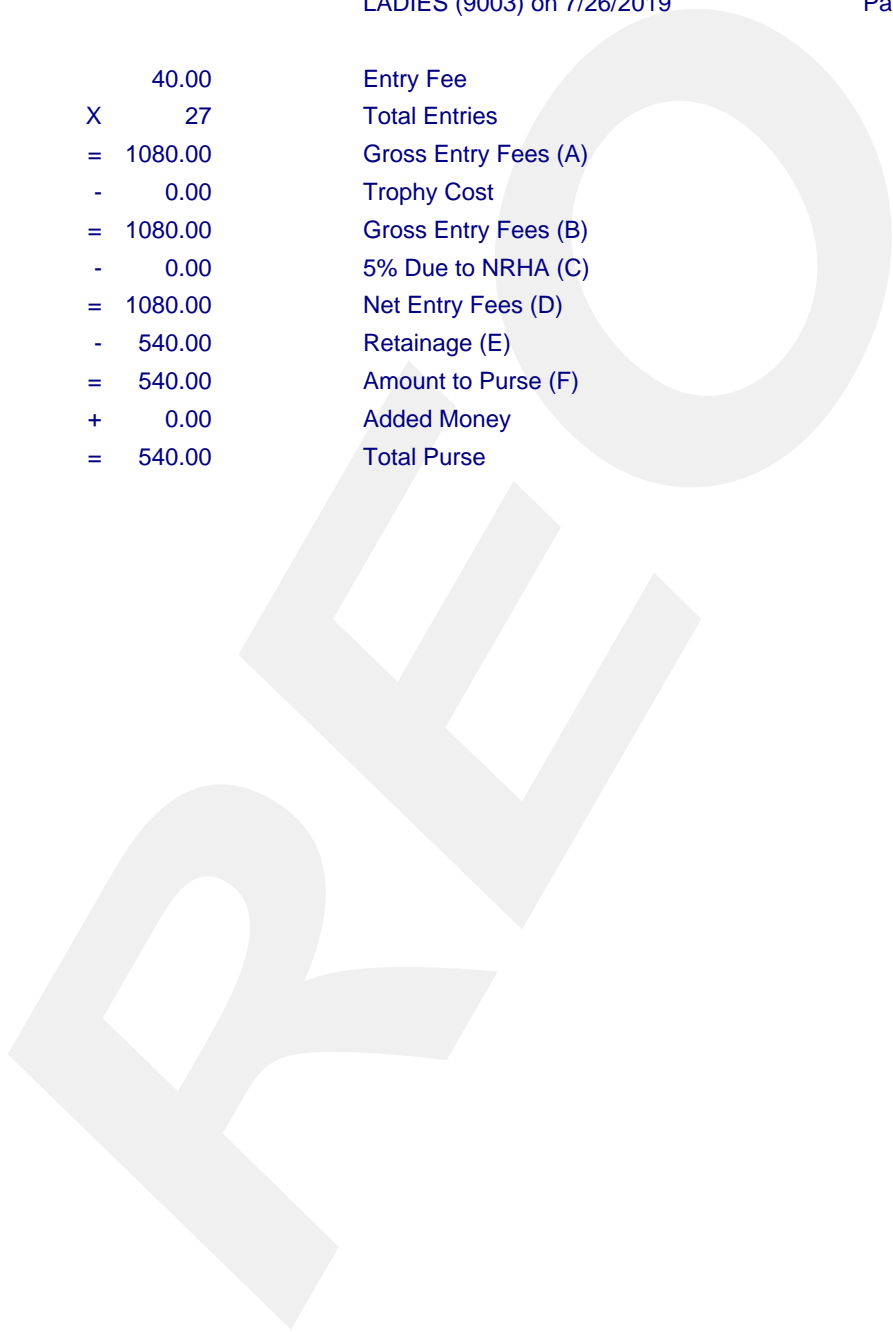 LADIES (9003) on 7/26/2019 Pa
40.00 Entry Fee
X 27 Total Entries
= 1080.00 Gross Entry Fees (A)
- 0.00 Trophy Cost
= 1080.00 Gross Entry Fees (B)
- 0.00 5% Due to NRHA (C)
= 1080.00 Net Entry Fees (D)
- 540.00 Retainage (E)
= 540.00 Amount to Purse (F)
+ 0.00 Added Money
= 540.00 Total Purse
REO